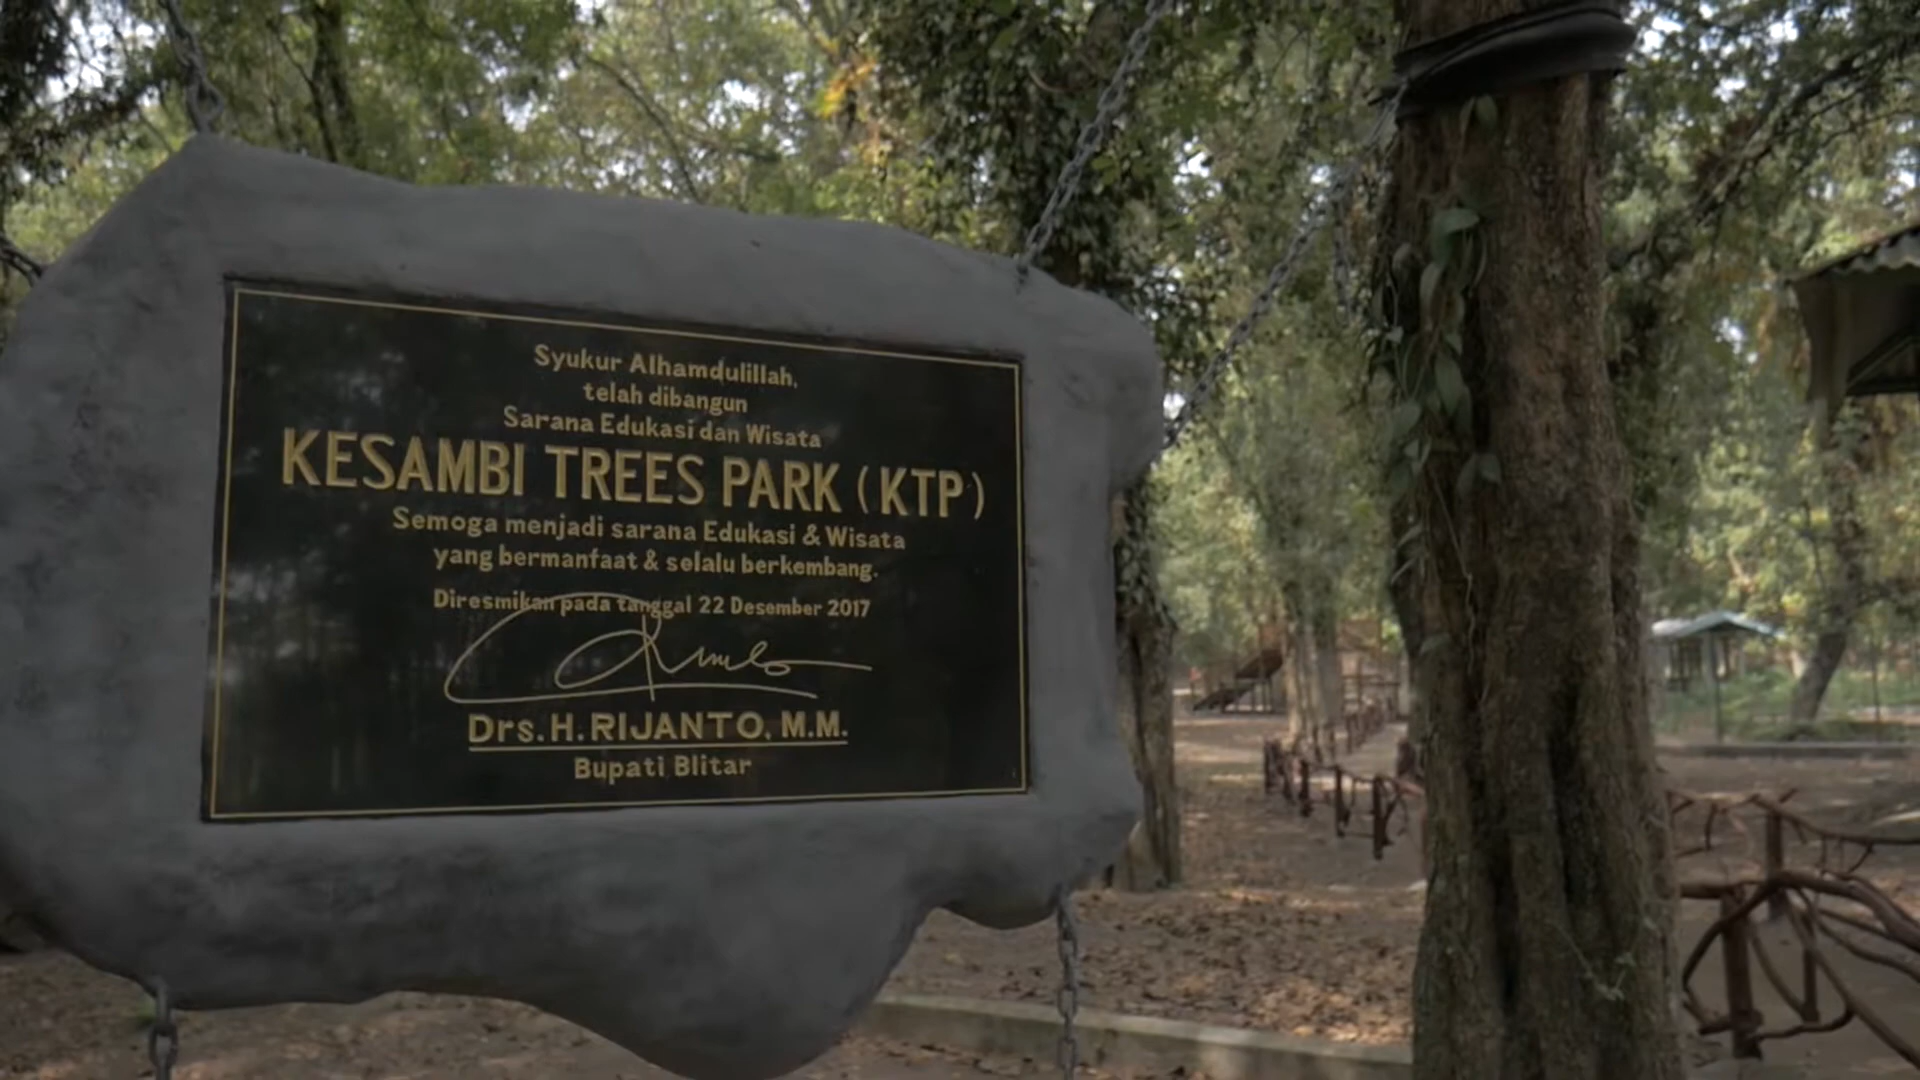 Syukur Alhamdulillah,
telah dibangun
Sarana Edukasi dan Wisata
KESAMBI TREES PARK (KTP)
Semoga menjadi sarana Edukasi & Wisata
yang bermanfaat & selalu berkembang.
Diresmikan pada tanggal 22 Desember 2017
Drs. H. RIJANTO, M.M.
Bupati Blitar